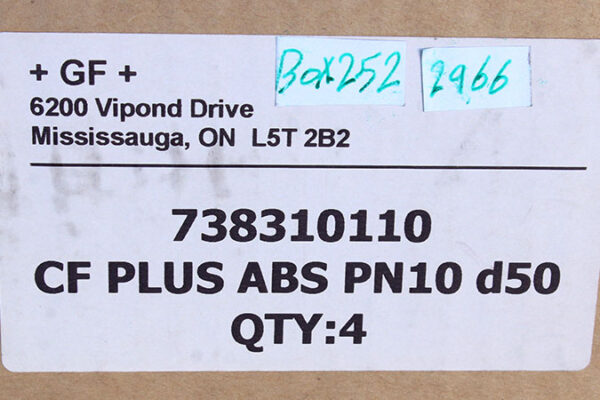 + GF +
Box252
2966
6200 Vipond Drive
Mississauga, ON L5T 2B2
738310110
CF PLUS ABS PN10 d50
QTY:4